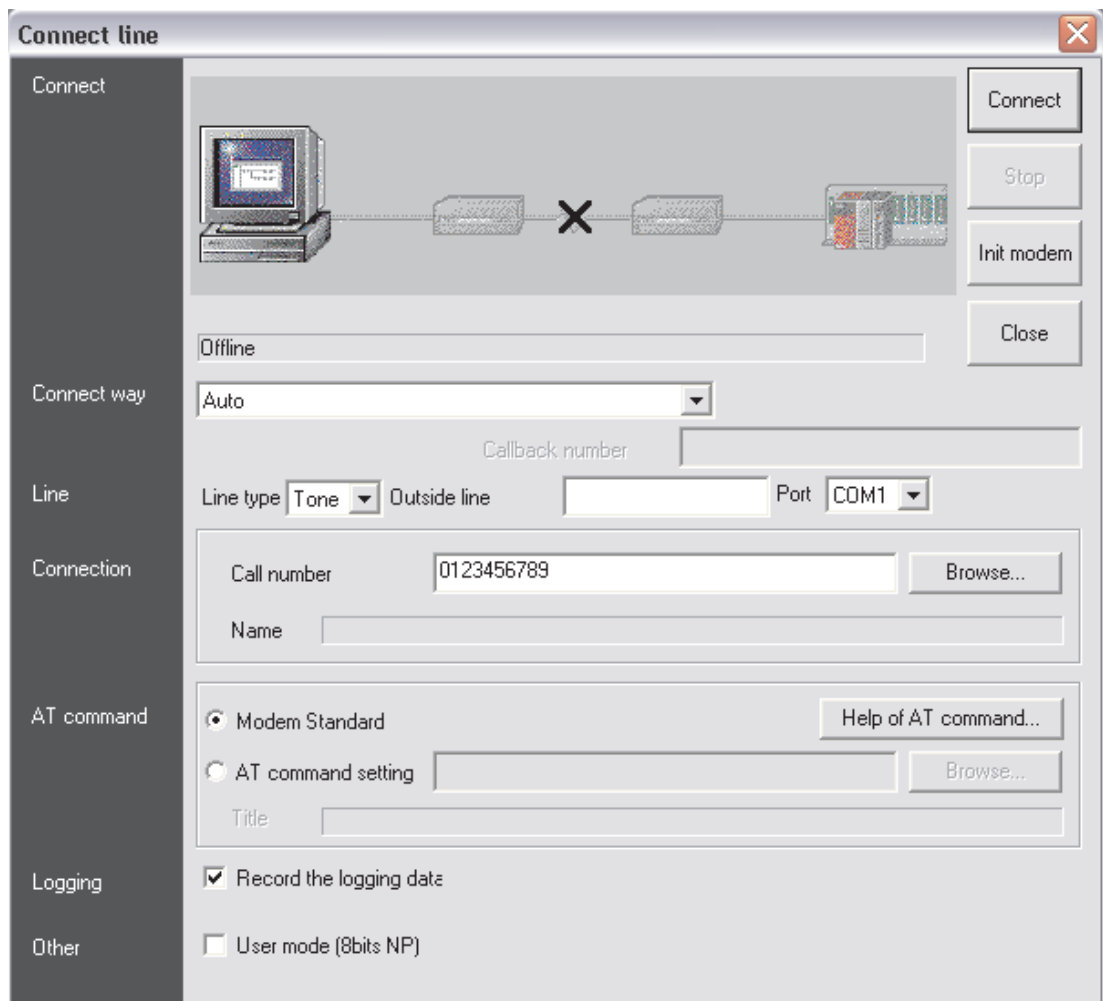 Connect line
Connect
Connect
Stop
Init modem
Close
Offline
Connect way
Auto
Callback number
Line
Line type Tone Outside line Port COM1
Connection
Call number 0123456789 Browse...
Name
AT command
Modem Standard Help of AT command...
AT command setting Browse...
Title
Logging
Record the logging data
Other
User mode (8bits NP)